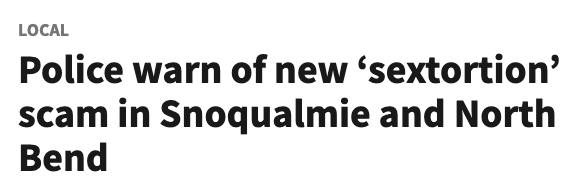 LOCAL
Police warn of new ‘sextortion’
scam in Snoqualmie and North
Bend